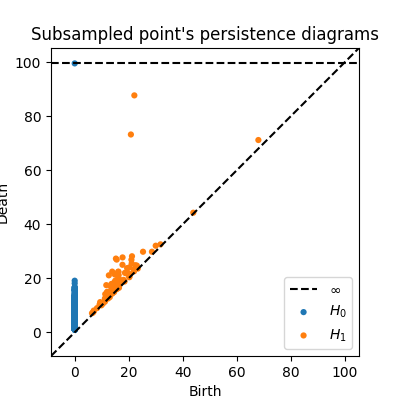 Subsampled point's persistence diagrams
100
80
60
40
20
0
Death
∞
H₀
H₁
0 20 40 60 80 100
Birth